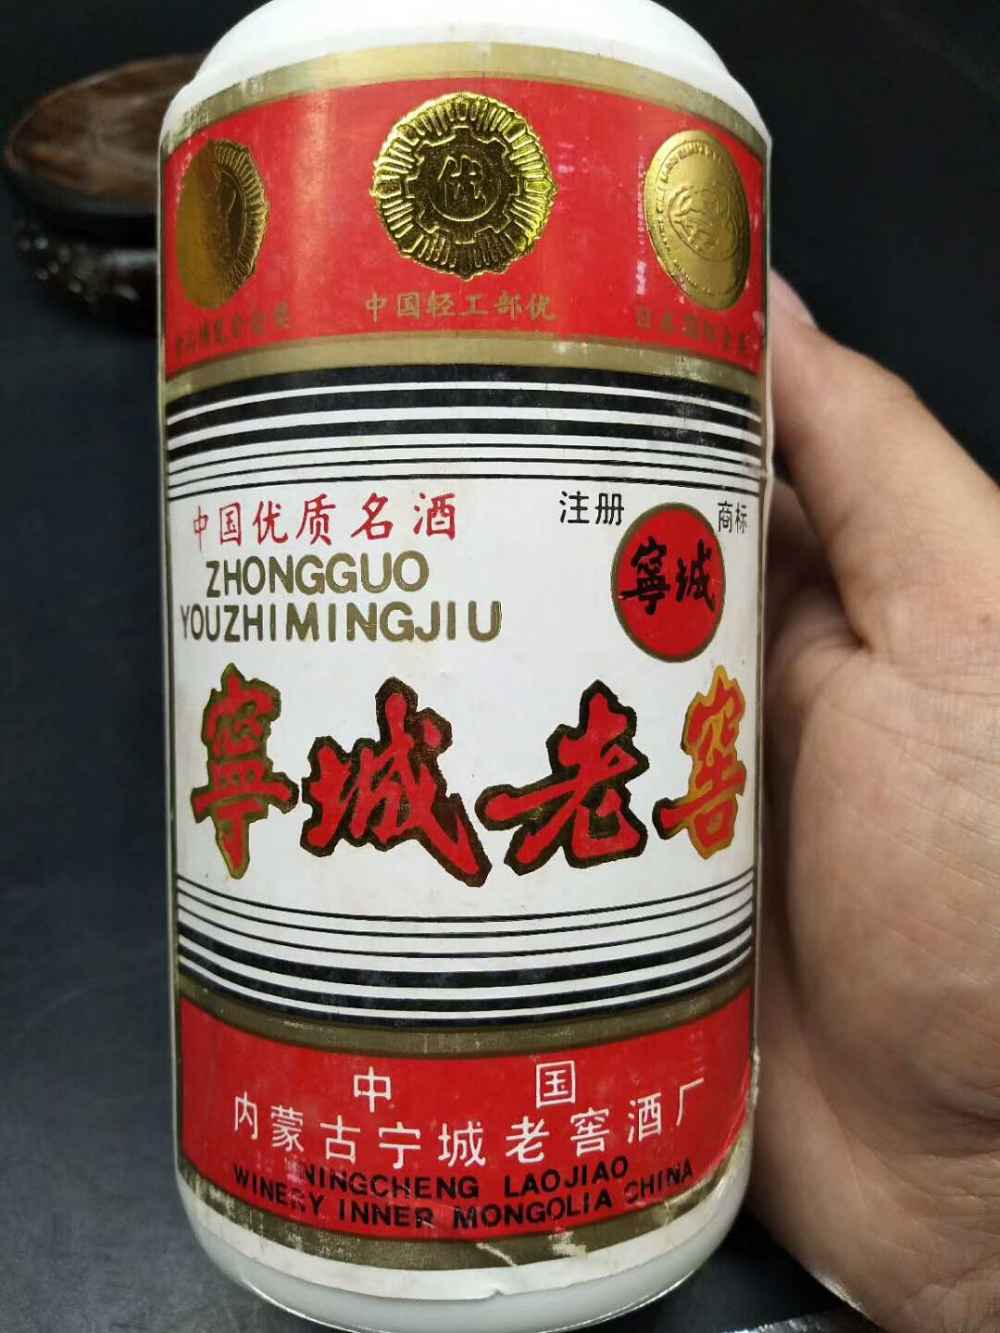 优
中国轻工部优
中国优质名酒
ZHONGGUO
YOUZHIMINGJIU
注册 商标
寧城
寧城老窖
中国
内蒙古宁城老窖酒厂
NINGCHENG LAOJIAO
WINERY INNER MONGOLIA CHINA